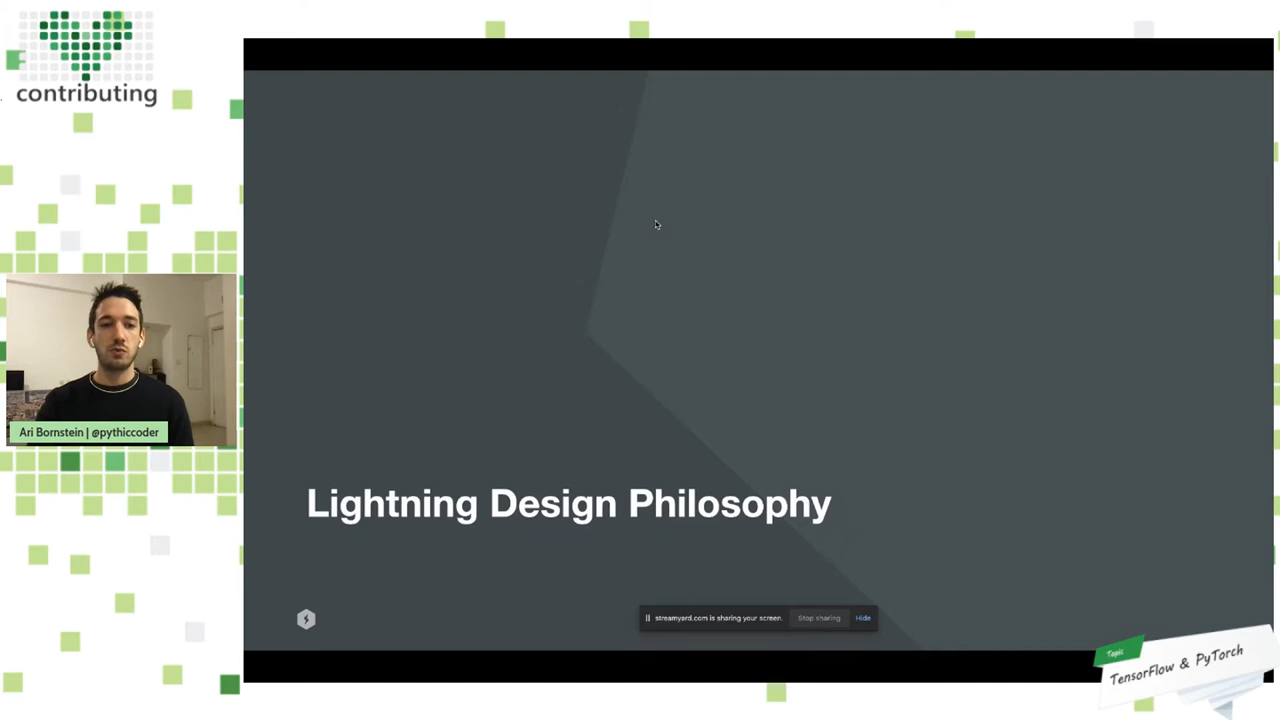 contributing
Ari Bornstein | @pythiccoder
Lightning Design Philosophy
streamyard.com is sharing your screen.
Stop sharing
Hide
Topic
TensorFlow & PyTorch